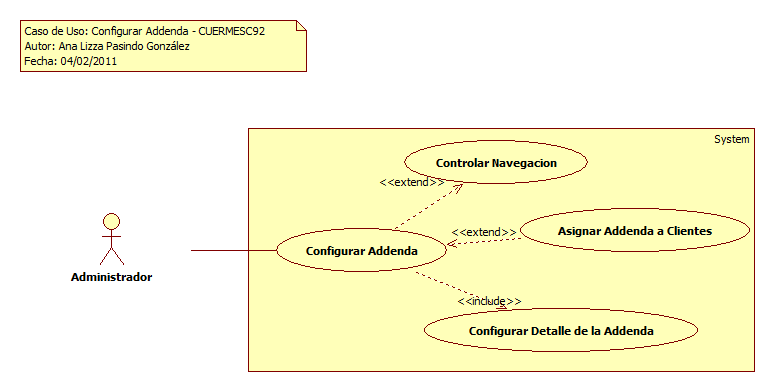 Caso de Uso: Configurar Addenda - CUERMESC92
Autor: Ana Lizza Pasindo González
Fecha: 04/02/2011
System
Controlar Navegacion
<<extend>>
<<extend>>
Asignar Addenda a Clientes
Configurar Addenda
Administrador
<<include>>
Configurar Detalle de la Addenda